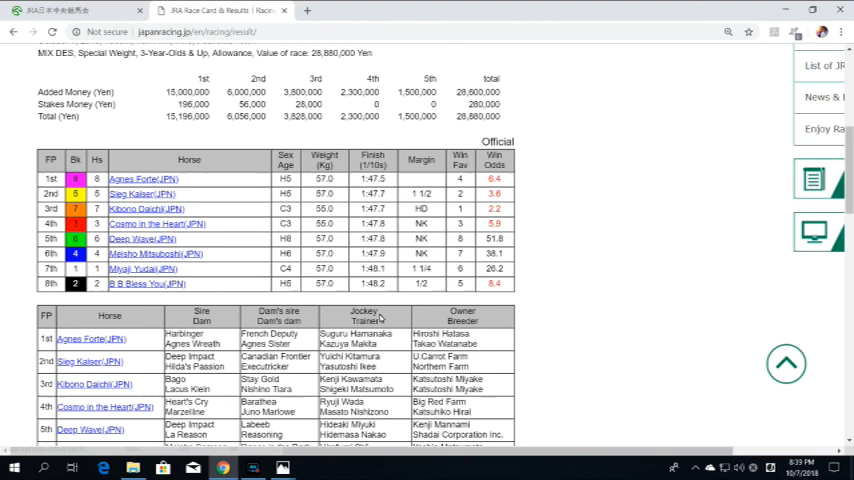 JRA日本中央競馬会
JRA Race Card & Results | Racing
Not secure | japanracing.jp/en/racing/result/
MIX DES, Special Weight, 3-Year-Olds & Up, Allowance, Value of race: 28,880,000 Yen
1st 2nd 3rd 4th 5th total
Added Money (Yen) 15,000,000 6,000,000 3,800,000 2,300,000 1,500,000 28,600,000
Stakes Money (Yen) 196,000 56,000 28,000 0 0 280,000
Total (Yen) 15,196,000 6,056,000 3,828,000 2,300,000 1,500,000 28,880,000
Official
FP Bk Hs Horse Sex Age Weight (Kg) Finish (1/10s) Margin Win Fav Win Odds
1st 8 8 Agnes Forte(JPN) H5 57.0 1:47.5 4 6.4
2nd 5 5 Sieg Kaiser(JPN) H5 57.0 1:47.7 1 1/2 2 3.6
3rd 7 7 Kibono Daichi(JPN) C3 55.0 1:47.7 HD 1 2.2
4th 3 3 Cosmo in the Heart(JPN) C3 55.0 1:47.8 NK 3 5.9
5th 6 6 Deep Wave(JPN) H8 57.0 1:47.8 NK 8 51.8
6th 4 4 Meisho Mitsuboshi(JPN) H6 57.0 1:47.9 NK 7 38.1
7th 1 1 Miyaji Yudai(JPN) C4 57.0 1:48.1 1 1/4 6 26.2
8th 2 2 B B Bless You(JPN) H5 57.0 1:48.2 1/2 5 8.4
FP Horse Sire Dam Dam's sire Dam's dam Jockey Trainer Owner Breeder
1st Agnes Forte(JPN) Harbinger French Deputy Suguru Hamanaka Hiroshi Hatasa
Agnes Wreath Agnes Sister Kazuya Makita Takao Watanabe
2nd Sieg Kaiser(JPN) Deep Impact Canadian Frontier Yuichi Kitamura U.Carrot Farm
Hilda's Passion Executricker Yasutoshi Ikee Northern Farm
3rd Kibono Daichi(JPN) Bago Stay Gold Kenji Kawamata Katsutoshi Miyake
Lacus Klein Nishino Tiara Shigeki Matsumoto Katsutoshi Miyake
4th Cosmo in the Heart(JPN) Heart's Cry Barathea Ryuji Wada Big Red Farm
Marzelline Juno Marlowe Masato Nishizono Katsuhiko Hirai
5th Deep Wave(JPN) Deep Impact Labeeb Hideaki Miyuki Kenji Mannami
La Reason Reasoning Hidemasa Nakao Shadai Corporation Inc.
List of JR
News & I
Enjoy Ra
8:39 PM
10/7/2018